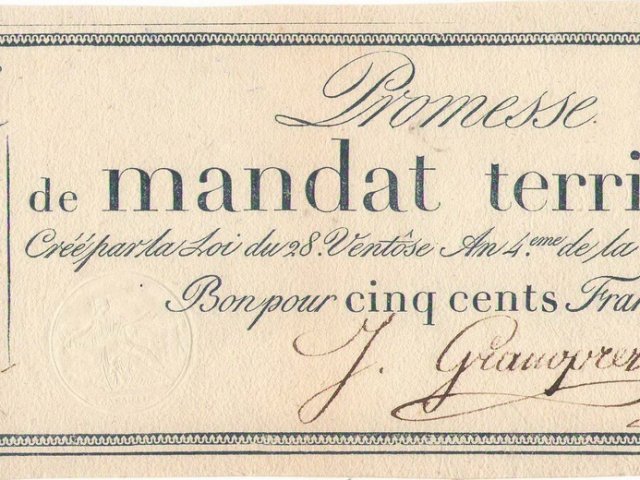 Promesse.
de mandat terri
Créé par la Loi du 28. Ventôse An 4.eme de la
Bon pour cinq cents Fran
J.